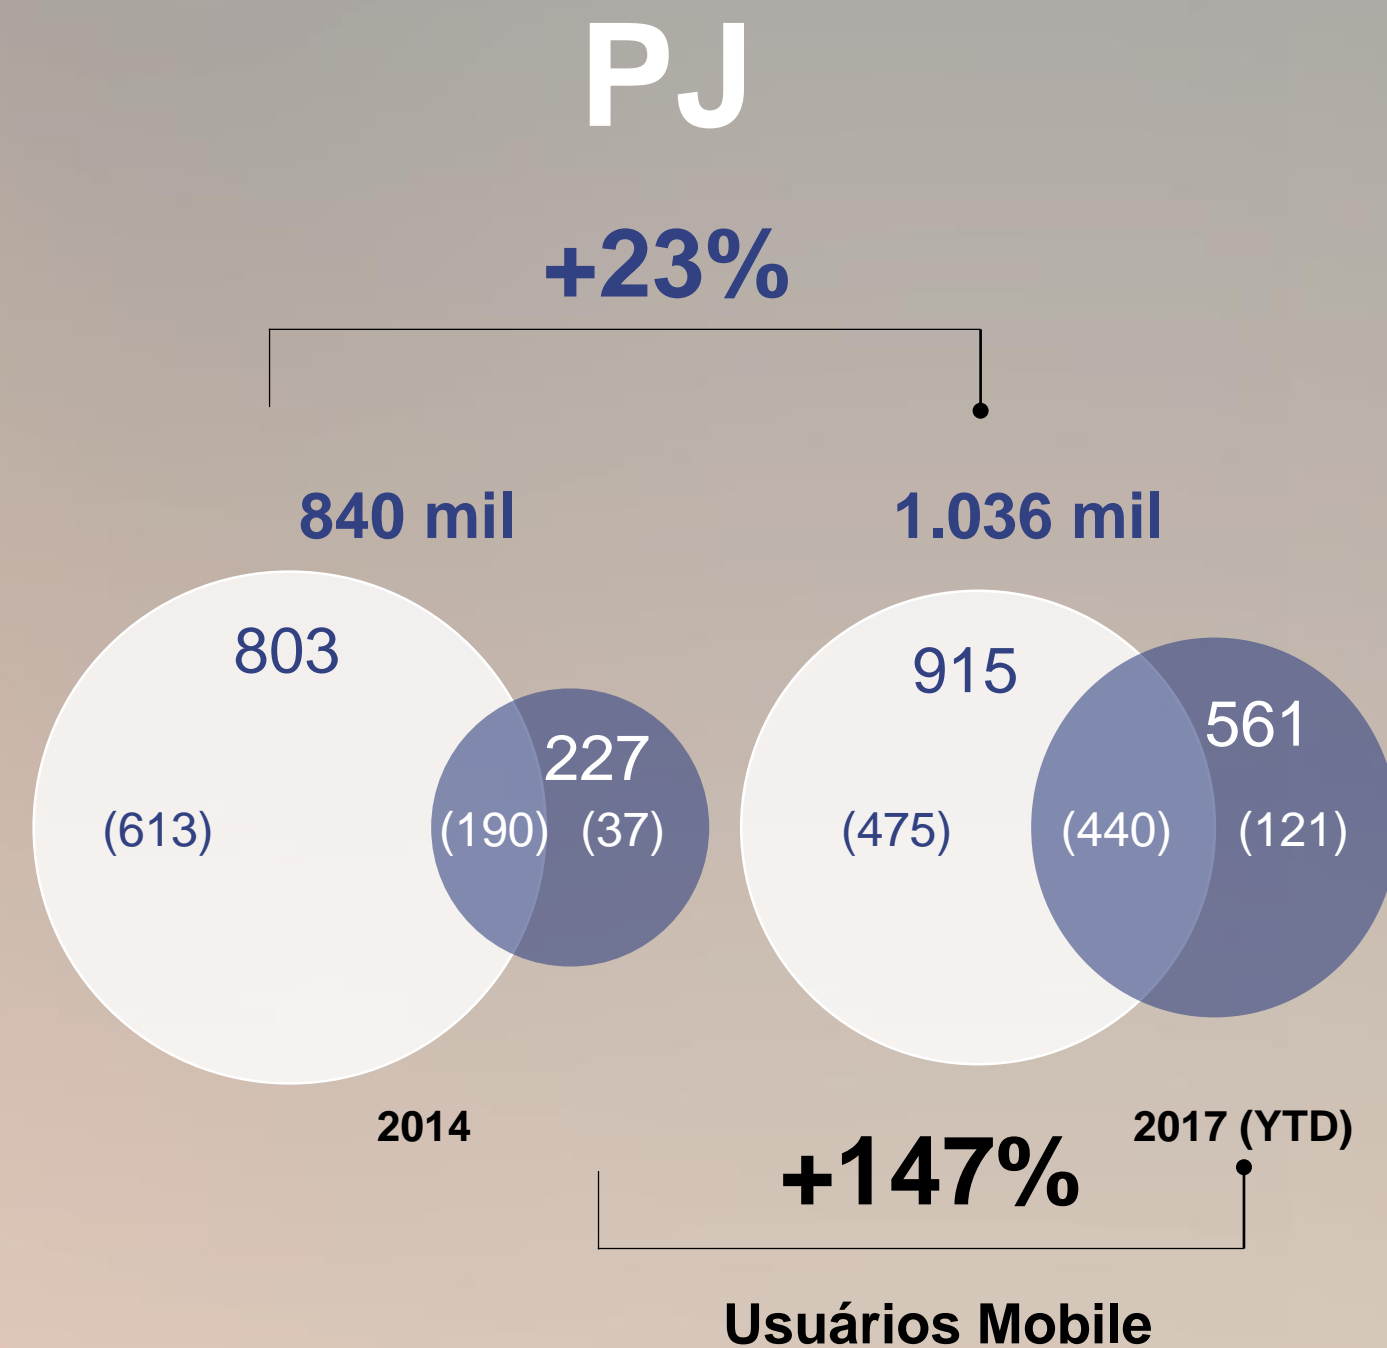 PJ
+23%
840 mil
1.036 mil
803
227
(613)
(190)
(37)
915
561
(475)
(440)
(121)
2014
2017 (YTD)
+147%
Usuários Mobile